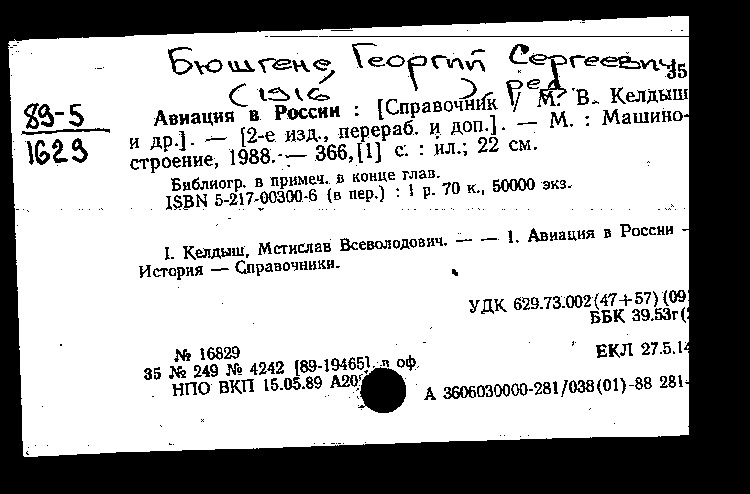 Бюшгенс, Георгий Сергеевич
35
(1916 ), ред.
89-5
1629
Авиация в России : [Справочник / М. В. Келдыш
и др.]. — [2-е изд., перераб. и доп.]. — М. : Машино-
строение, 1988. — 366, [1] с. : ил.; 22 см.
Библиогр. в примеч. в конце глав.
ISBN 5-217-00300-6 (в пер.) : 1 р. 70 к., 50000 экз.
I. Келдыш, Мстислав Всеволодович. — — 1. Авиация в России -
История — Справочники.
УДК 629.73.002(47+57)(09
ББК 39.53г(
№ 16829
35 № 249 № 4242 [89-19465] в оф.
НПО ВКП 15.05.89 А20
ЕКЛ 27.5.14
А 3606030000-281/038(01)-88 281-